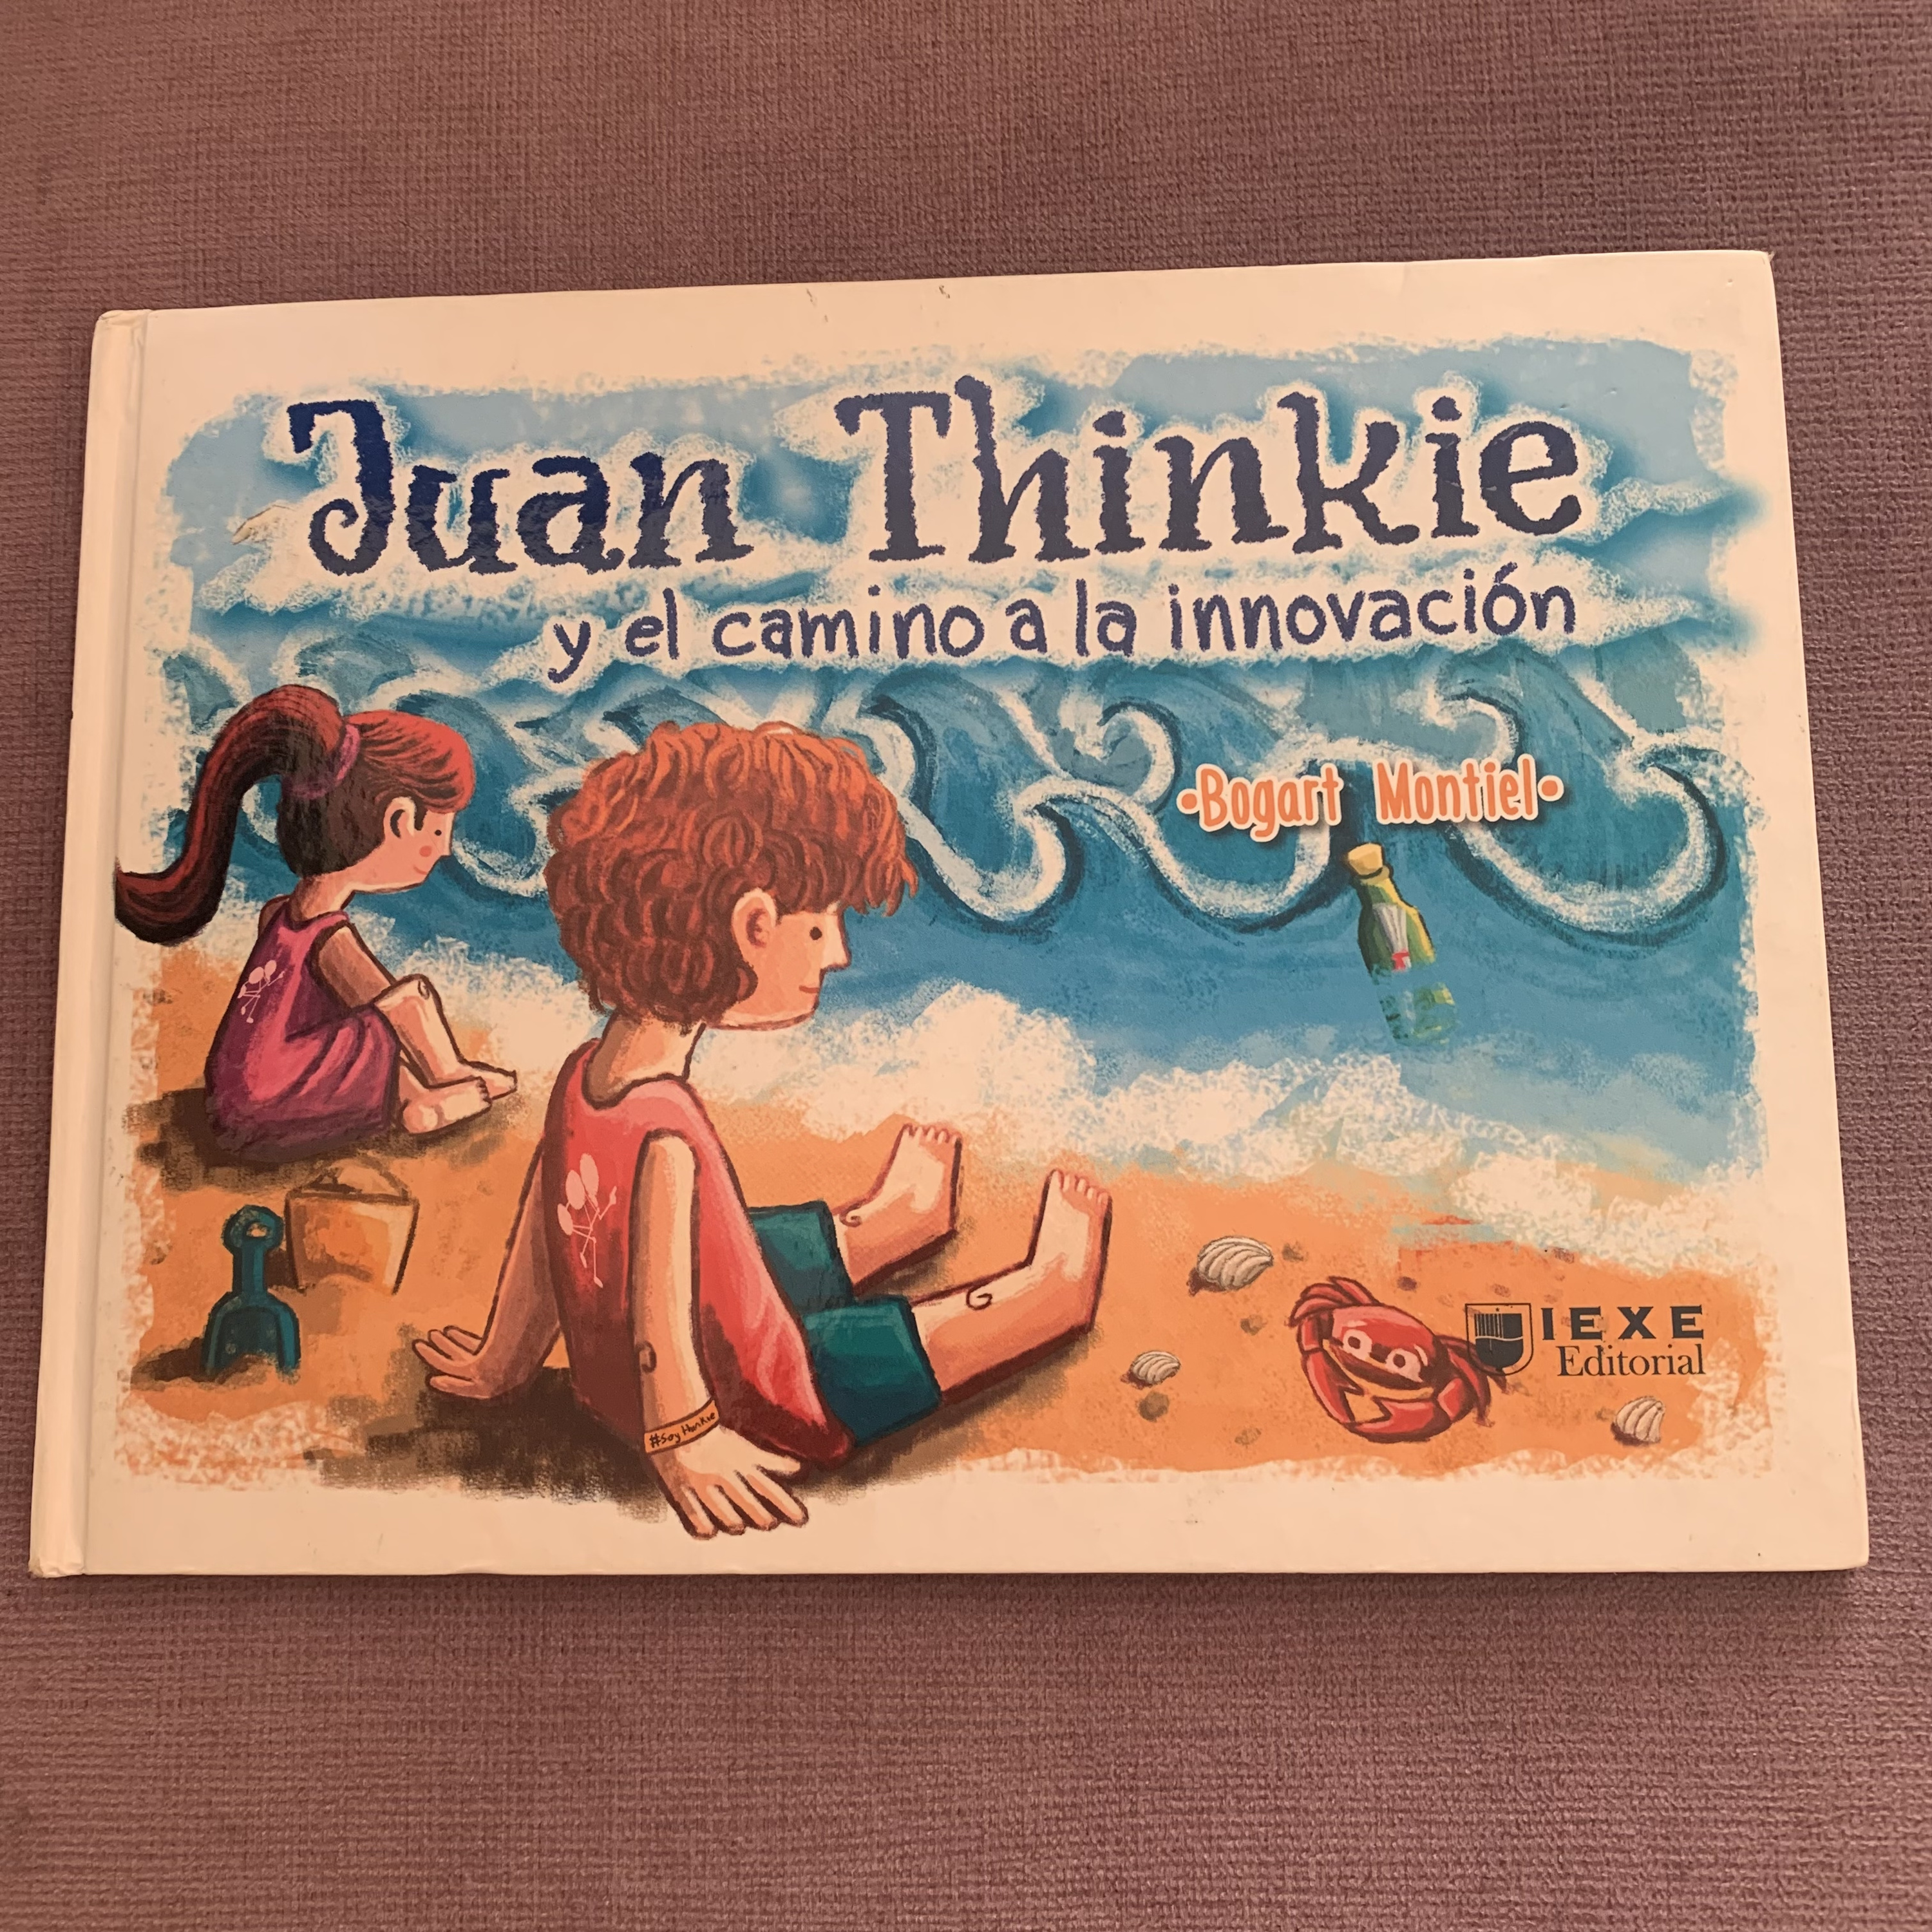 Juan Thinkie
y el camino a la innovación
•Bogart Montiel•
IEXE
Editorial